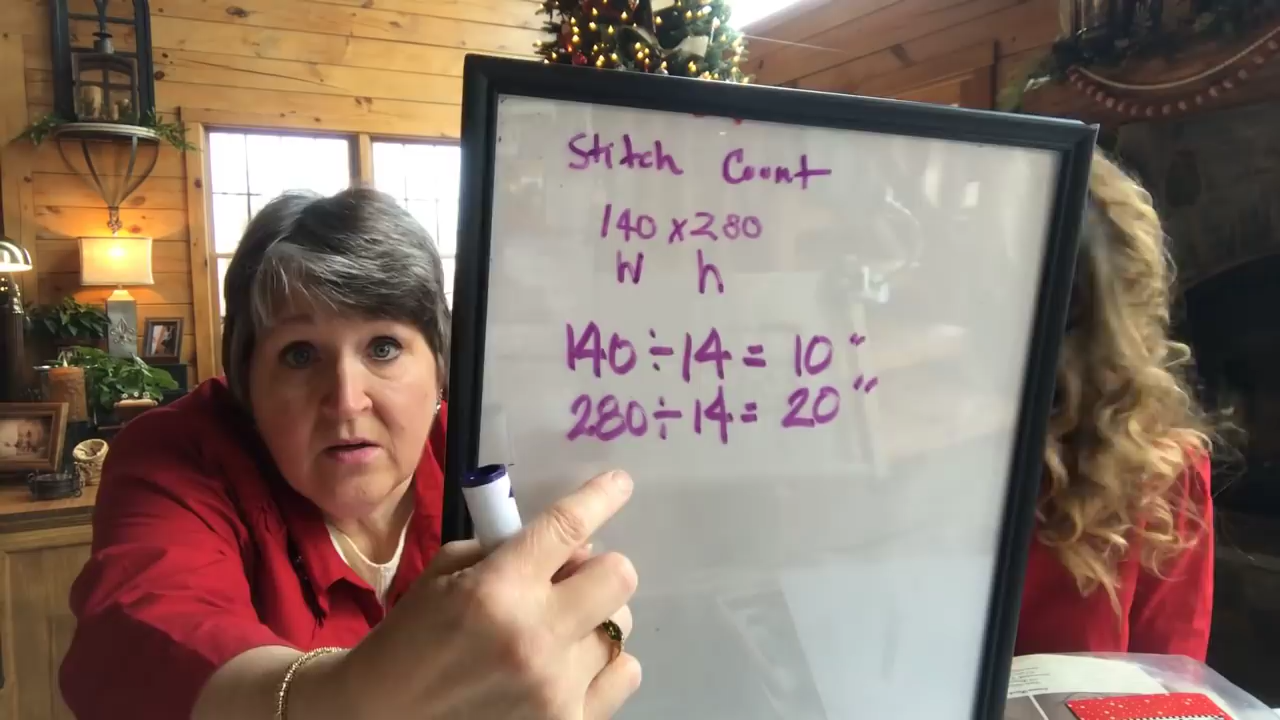 Stitch Count
140 x 280
W h
140 ÷ 14 = 10"
280 ÷ 14 = 20"